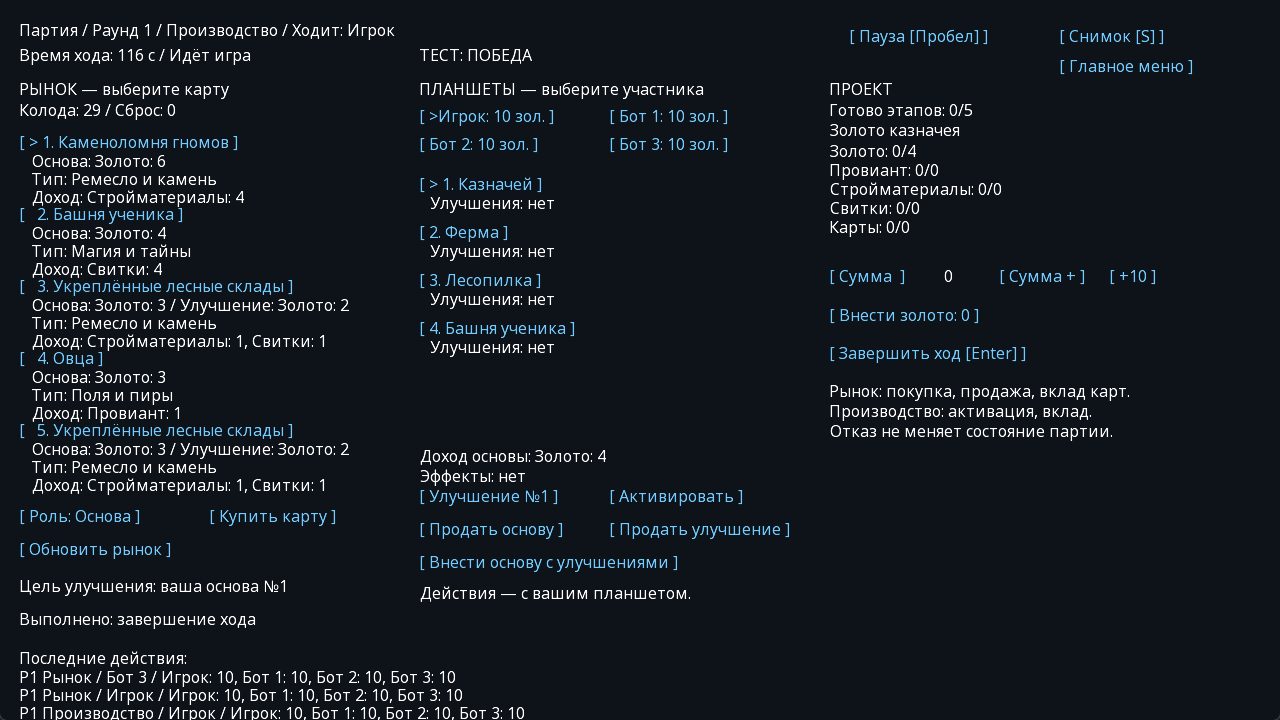 Партия / Раунд 1 / Производство / Ходит: Игрок
Время хода: 116 с / Идёт игра
ТЕСТ: ПОБЕДА
[ Пауза [Пробел] ]
[ Снимок [S] ]
[ Главное меню ]
РЫНОК — выберите карту
Колода: 29 / Сброс: 0
[ > 1. Каменоломня гномов ]
Основа: Золото: 6
Тип: Ремесло и камень
Доход: Стройматериалы: 4
[ 2. Башня ученика ]
Основа: Золото: 4
Тип: Магия и тайны
Доход: Свитки: 4
[ 3. Укреплённые лесные склады ]
Основа: Золото: 3 / Улучшение: Золото: 2
Тип: Ремесло и камень
Доход: Стройматериалы: 1, Свитки: 1
[ 4. Овца ]
Основа: Золото: 3
Тип: Поля и пиры
Доход: Провиант: 1
[ 5. Укреплённые лесные склады ]
Основа: Золото: 3 / Улучшение: Золото: 2
Тип: Ремесло и камень
Доход: Стройматериалы: 1, Свитки: 1
[ Роль: Основа ]
[ Купить карту ]
[ Обновить рынок ]
Цель улучшения: ваша основа №1
Выполнено: завершение хода
ПЛАНШЕТЫ — выберите участника
[ >Игрок: 10 зол. ]
[ Бот 1: 10 зол. ]
[ Бот 2: 10 зол. ]
[ Бот 3: 10 зол. ]
[ > 1. Казначей ]
Улучшения: нет
[ 2. Ферма ]
Улучшения: нет
[ 3. Лесопилка ]
Улучшения: нет
[ 4. Башня ученика ]
Улучшения: нет
Доход основы: Золото: 4
Эффекты: нет
[ Улучшение №1 ]
[ Активировать ]
[ Продать основу ]
[ Продать улучшение ]
[ Внести основу с улучшениями ]
Действия — с вашим планшетом.
ПРОЕКТ
Готово этапов: 0/5
Золото казначея
Золото: 0/4
Провиант: 0/0
Стройматериалы: 0/0
Свитки: 0/0
Карты: 0/0
[ Сумма ]
0
[ Сумма + ]
[ +10 ]
[ Внести золото: 0 ]
[ Завершить ход [Enter] ]
Рынок: покупка, продажа, вклад карт.
Производство: активация, вклад.
Отказ не меняет состояние партии.
Последние действия:
Р1 Рынок / Бот 3 / Игрок: 10, Бот 1: 10, Бот 2: 10, Бот 3: 10
Р1 Рынок / Игрок / Игрок: 10, Бот 1: 10, Бот 2: 10, Бот 3: 10
Р1 Производство / Игрок / Игрок: 10, Бот 1: 10, Бот 2: 10, Бот 3: 10